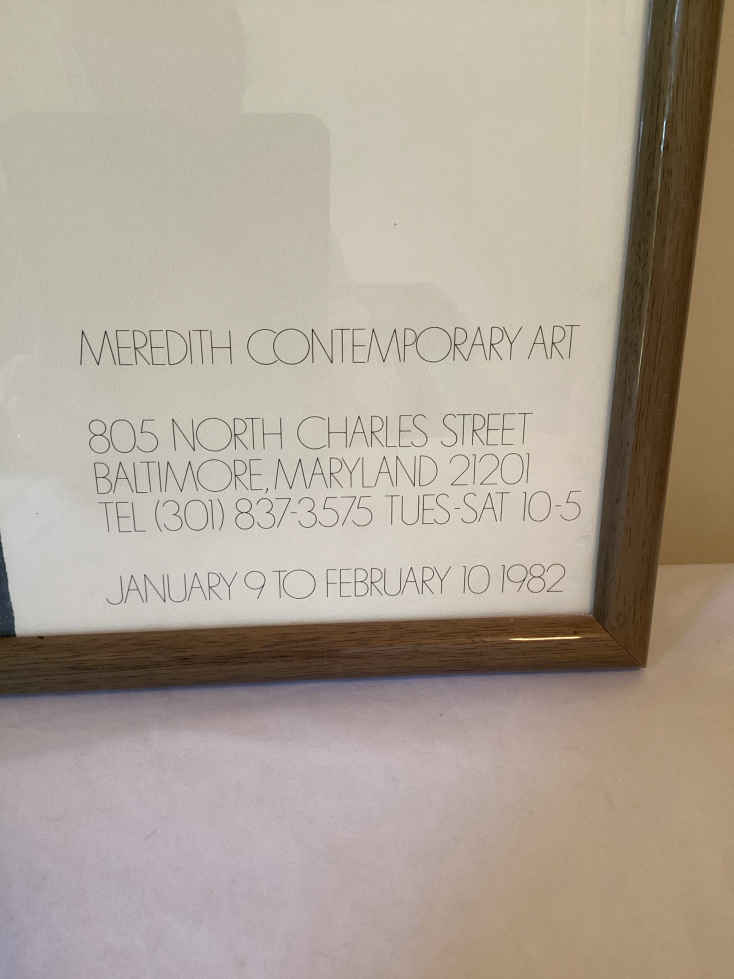 MEREDITH CONTEMPORARY ART
805 NORTH CHARLES STREET
BALTIMORE, MARYLAND 21201
TEL (301) 837-3575 TUES-SAT 10-5
JANUARY 9 TO FEBRUARY 10 1982